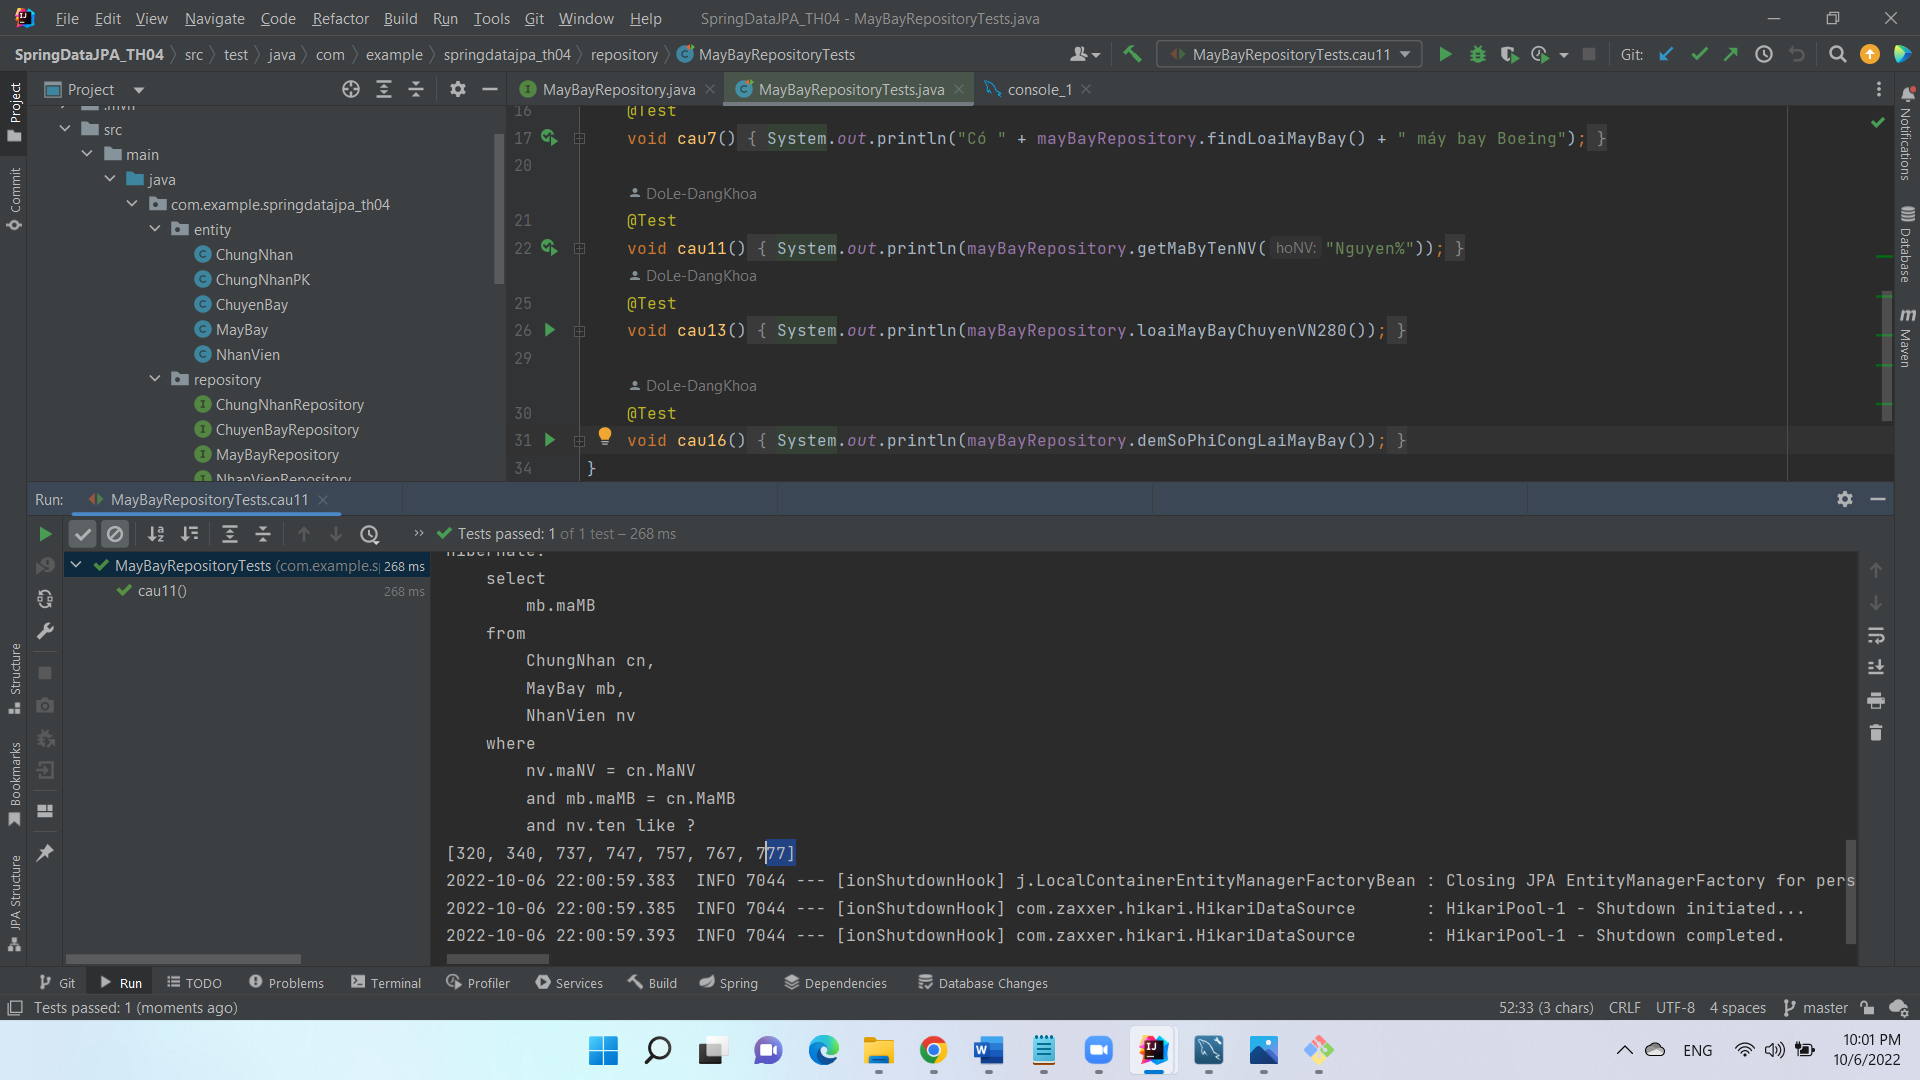 File Edit View Navigate Code Refactor Build Run Tools Git Window Help SpringDataJPA_TH04 - MayBayRepositoryTests.java
SpringDataJPA_TH04 src test java com example springdatajpa_th04 repository MayBayRepositoryTests MayBayRepositoryTests.cau11 Git:
Project
MayBayRepository.java MayBayRepositoryTests.java console_1
Project
Commit
Structure
Bookmarks
JPA Structure
Notifications
Database
Maven
.mvn
src
main
java
com.example.springdatajpa_th04
entity
ChungNhan
ChungNhanPK
ChuyenBay
MayBay
NhanVien
repository
ChungNhanRepository
ChuyenBayRepository
MayBayRepository
NhanVienRepository
16 @Test
17 void cau7() { System.out.println("Có " + mayBayRepository.findLoaiMayBay() + " máy bay Boeing"); }
20
DoLe-DangKhoa
21 @Test
22 void cau11() { System.out.println(mayBayRepository.getMaByTenNV( hoNV: "Nguyen%")); }
DoLe-DangKhoa
25 @Test
26 void cau13() { System.out.println(mayBayRepository.loaiMayBayChuyenVN280()); }
29
DoLe-DangKhoa
30 @Test
31 void cau16() { System.out.println(mayBayRepository.demSoPhiCongLaiMayBay()); }
34 }
Run: MayBayRepositoryTests.cau11
Tests passed: 1 of 1 test – 268 ms
MayBayRepositoryTests (com.example.s 268 ms
cau11() 268 ms
Hibernate:
select
mb.maMB
from
ChungNhan cn,
MayBay mb,
NhanVien nv
where
nv.maNV = cn.MaNV
and mb.maMB = cn.MaMB
and nv.ten like ?
[320, 340, 737, 747, 757, 767, 777]
2022-10-06 22:00:59.383 INFO 7044 --- [ionShutdownHook] j.LocalContainerEntityManagerFactoryBean : Closing JPA EntityManagerFactory for pers
2022-10-06 22:00:59.385 INFO 7044 --- [ionShutdownHook] com.zaxxer.hikari.HikariDataSource : HikariPool-1 - Shutdown initiated...
2022-10-06 22:00:59.393 INFO 7044 --- [ionShutdownHook] com.zaxxer.hikari.HikariDataSource : HikariPool-1 - Shutdown completed.
Git Run TODO Problems Terminal Profiler Services Build Spring Dependencies Database Changes
Tests passed: 1 (moments ago) 52:33 (3 chars) CRLF UTF-8 4 spaces master
ENG 10:01 PM
10/6/2022